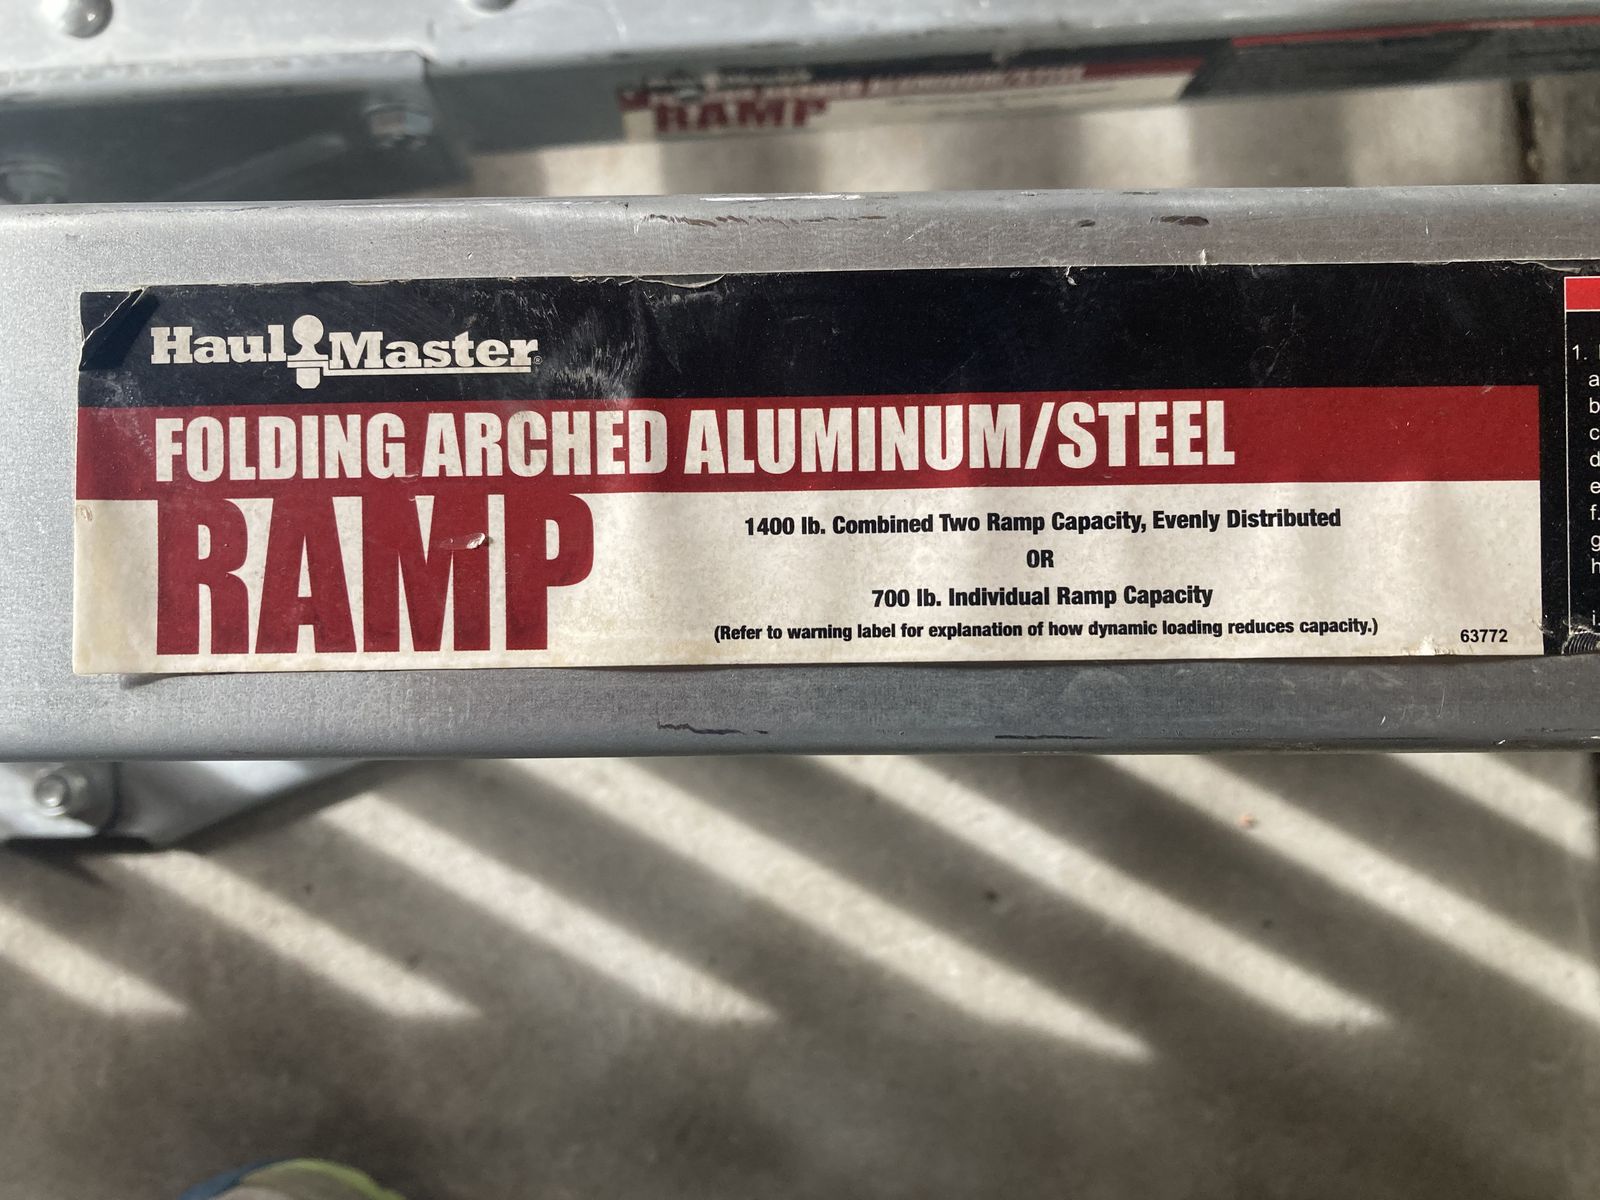 RAMP
Haul Master
FOLDING ARCHED ALUMINUM/STEEL
RAMP
1400 lb. Combined Two Ramp Capacity, Evenly Distributed
OR
700 lb. Individual Ramp Capacity
(Refer to warning label for explanation of how dynamic loading reduces capacity.)
63772
1.